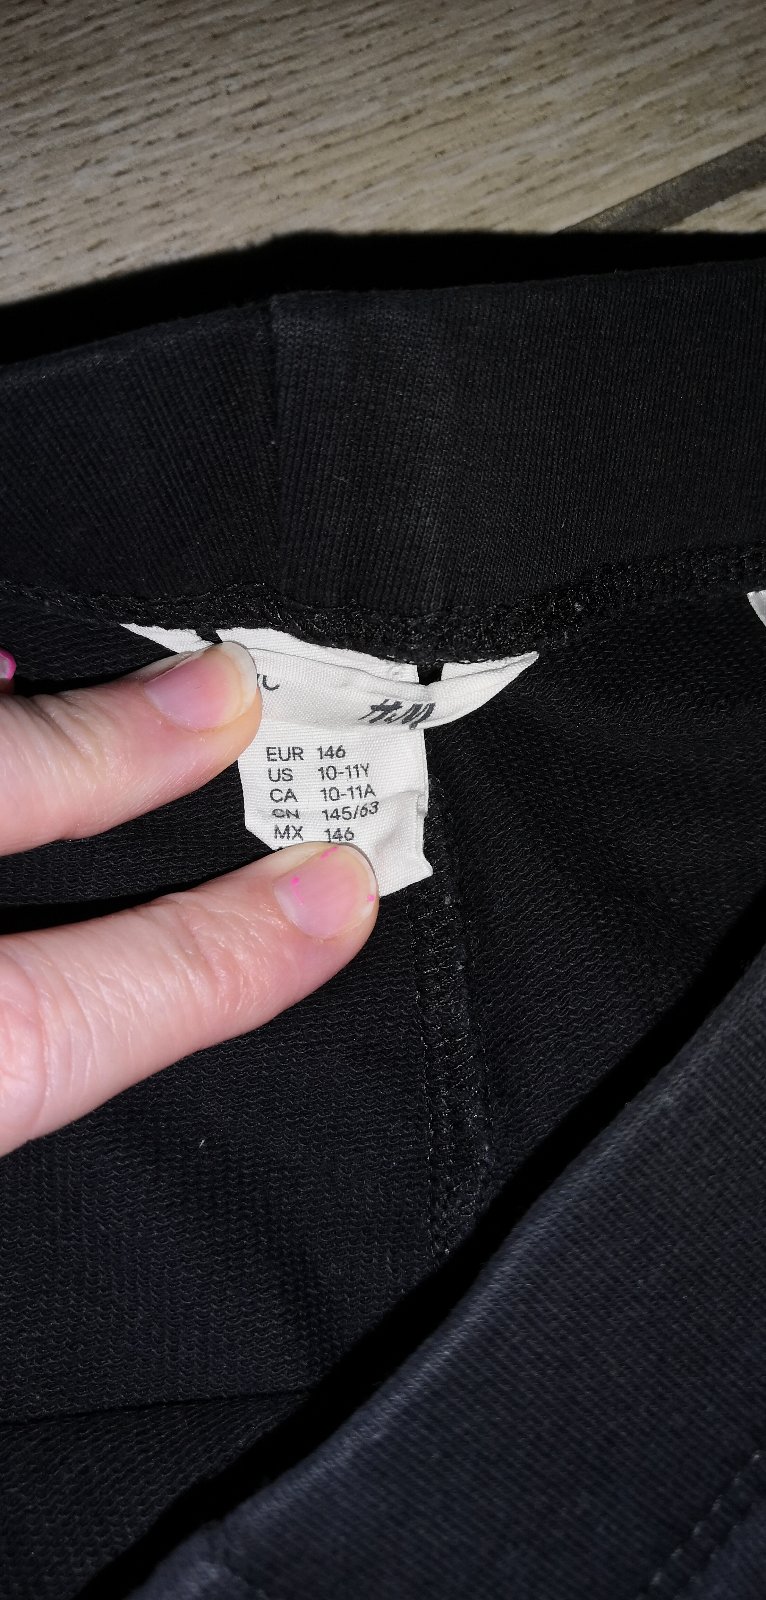 H&M
EUR 146
US 10-11Y
CA 10-11A
CN 145/63
MX 146